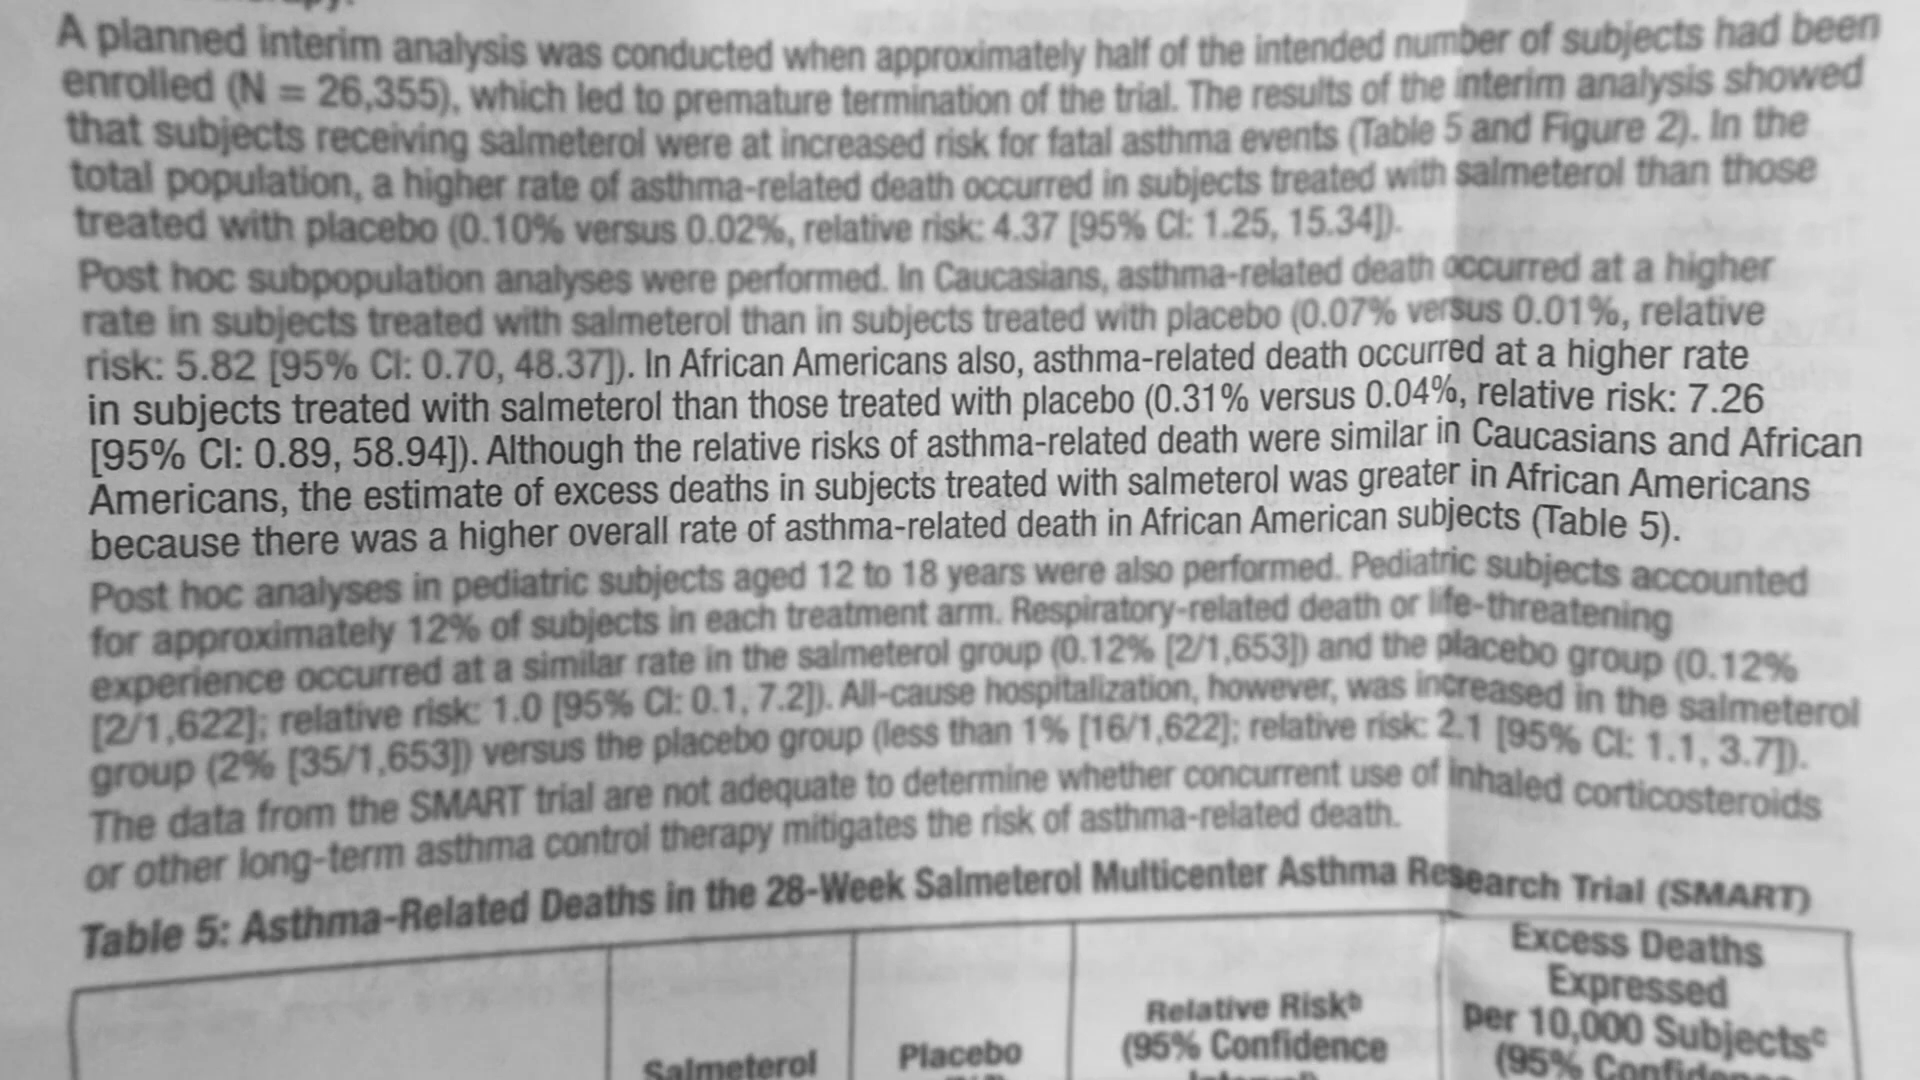 A planned interim analysis was conducted when approximately half of the intended number of subjects had been
enrolled (N = 26,355), which led to premature termination of the trial. The results of the interim analysis showed
that subjects receiving salmeterol were at increased risk for fatal asthma events (Table 5 and Figure 2). In the
total population, a higher rate of asthma-related death occurred in subjects treated with salmeterol than those
treated with placebo (0.10% versus 0.02%, relative risk: 4.37 [95% CI: 1.25, 15.34]).
Post hoc subpopulation analyses were performed. In Caucasians, asthma-related death occurred at a higher
rate in subjects treated with salmeterol than in subjects treated with placebo (0.07% versus 0.01%, relative
risk: 5.82 [95% CI: 0.70, 48.37]). In African Americans also, asthma-related death occurred at a higher rate
in subjects treated with salmeterol than those treated with placebo (0.31% versus 0.04%, relative risk: 7.26
[95% CI: 0.89, 58.94]). Although the relative risks of asthma-related death were similar in Caucasians and African
Americans, the estimate of excess deaths in subjects treated with salmeterol was greater in African Americans
because there was a higher overall rate of asthma-related death in African American subjects (Table 5).
Post hoc analyses in pediatric subjects aged 12 to 18 years were also performed. Pediatric subjects accounted
for approximately 12% of subjects in each treatment arm. Respiratory-related death or life-threatening
experience occurred at a similar rate in the salmeterol group (0.12% [2/1,653]) and the placebo group (0.12%
[2/1,622]; relative risk: 1.0 [95% CI: 0.1, 7.2]). All-cause hospitalization, however, was increased in the salmeterol
group (2% [35/1,653]) versus the placebo group (less than 1% [16/1,622]; relative risk: 2.1 [95% CI: 1.1, 3.7]).
The data from the SMART trial are not adequate to determine whether concurrent use of inhaled corticosteroids
or other long-term asthma control therapy mitigates the risk of asthma-related death.
Table 5: Asthma-Related Deaths in the 28-Week Salmeterol Multicenter Asthma Research Trial (SMART)
Salmeterol
Placebo
Relative Riskᵇ
(95% Confidence
Excess Deaths
Expressed
per 10,000 Subjectsᶜ
(95%